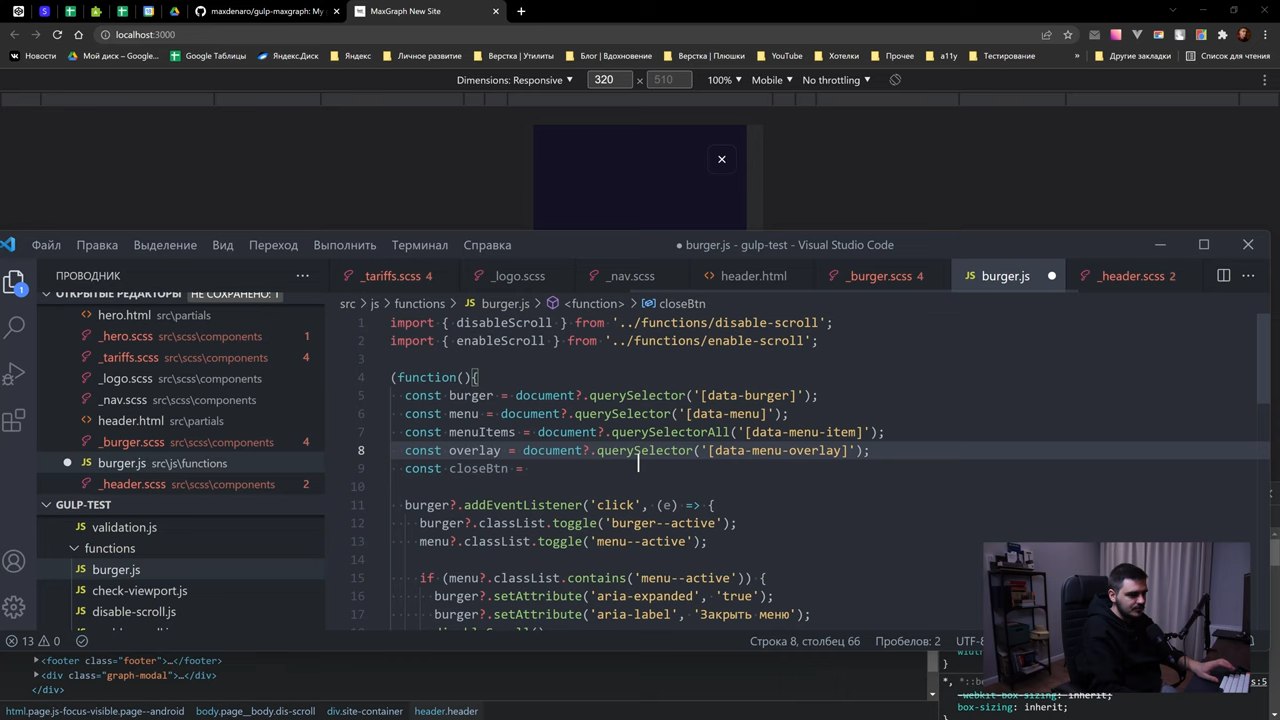 maxdenaro/gulp-maxgraph: My
MaxGraph New Site
localhost:3000
Новости
Мой диск – Google...
Google Таблицы
Яндекс.Диск
Яндекс
Личное развитие
Верстка | Утилиты
Блог | Вдохновение
Верстка | Плюшки
YouTube
Хотелки
Прочее
a11y
Тестирование
Другие закладки
Список для чтения
Dimensions: Responsive
320
×
510
100%
Mobile
No throttling
Файл
Правка
Выделение
Вид
Переход
Выполнить
Терминал
Справка
● burger.js - gulp-test - Visual Studio Code
ПРОВОДНИК
_tariffs.scss 4
_logo.scss
_nav.scss
header.html
_burger.scss 4
burger.js
_header.scss 2
ОТКРЫТЫЕ РЕДАКТОРЫ
НЕ СОХРАНЕНО: 1
hero.html src\partials
_hero.scss src\scss\components 1
_tariffs.scss src\scss\components 4
_logo.scss src\scss\components
_nav.scss src\scss\components
header.html src\partials
_burger.scss src\scss\components 4
burger.js src\js\functions
_header.scss src\scss\components 2
GULP-TEST
validation.js
functions
burger.js
check-viewport.js
disable-scroll.js
src > js > functions > burger.js > <function> > closeBtn
1 import { disableScroll } from '../functions/disable-scroll';
2 import { enableScroll } from '../functions/enable-scroll';
3
4 (function(){
5 const burger = document?.querySelector('[data-burger]');
6 const menu = document?.querySelector('[data-menu]');
7 const menuItems = document?.querySelectorAll('[data-menu-item]');
8 const overlay = document?.querySelector('[data-menu-overlay]');
9 const closeBtn =
10
11 burger?.addEventListener('click', (e) => {
12 burger?.classList.toggle('burger--active');
13 menu?.classList.toggle('menu--active');
14
15 if (menu?.classList.contains('menu--active')) {
16 burger?.setAttribute('aria-expanded', 'true');
17 burger?.setAttribute('aria-label', 'Закрыть меню');
13 0
Строка 8, столбец 66
Пробелов: 2
UTF-8
<footer class="footer">…</footer>
<div class="graph-modal">…</div>
</div>
html.page.js-focus-visible.page--android
body.page__body.dis-scroll
div.site-container
header.header
}
box-sizing: inherit;
}